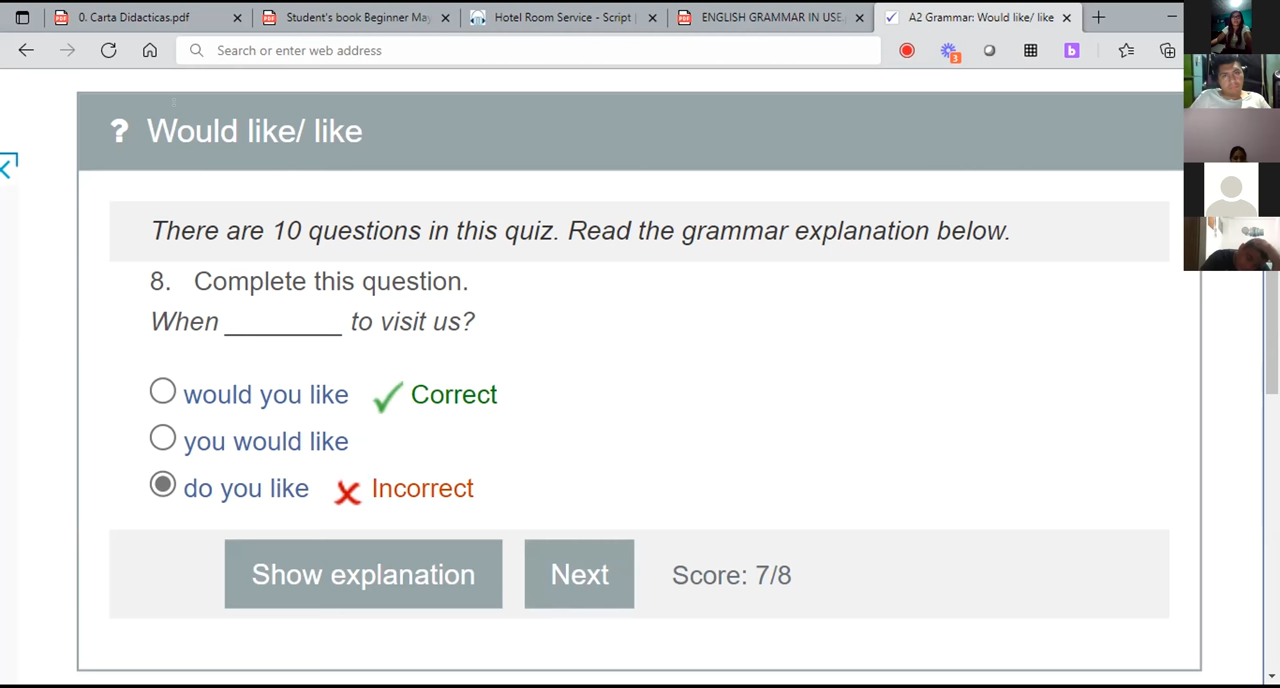 0. Carta Didacticas.pdf
Student's book Beginner Ma
Hotel Room Service - Script
ENGLISH GRAMMAR IN USE
A2 Grammar: Would like/ like
Search or enter web address
3
b
? Would like/ like
There are 10 questions in this quiz. Read the grammar explanation below.
8. Complete this question.
When ________ to visit us?
would you like Correct
you would like
do you like Incorrect
Show explanation
Next
Score: 7/8